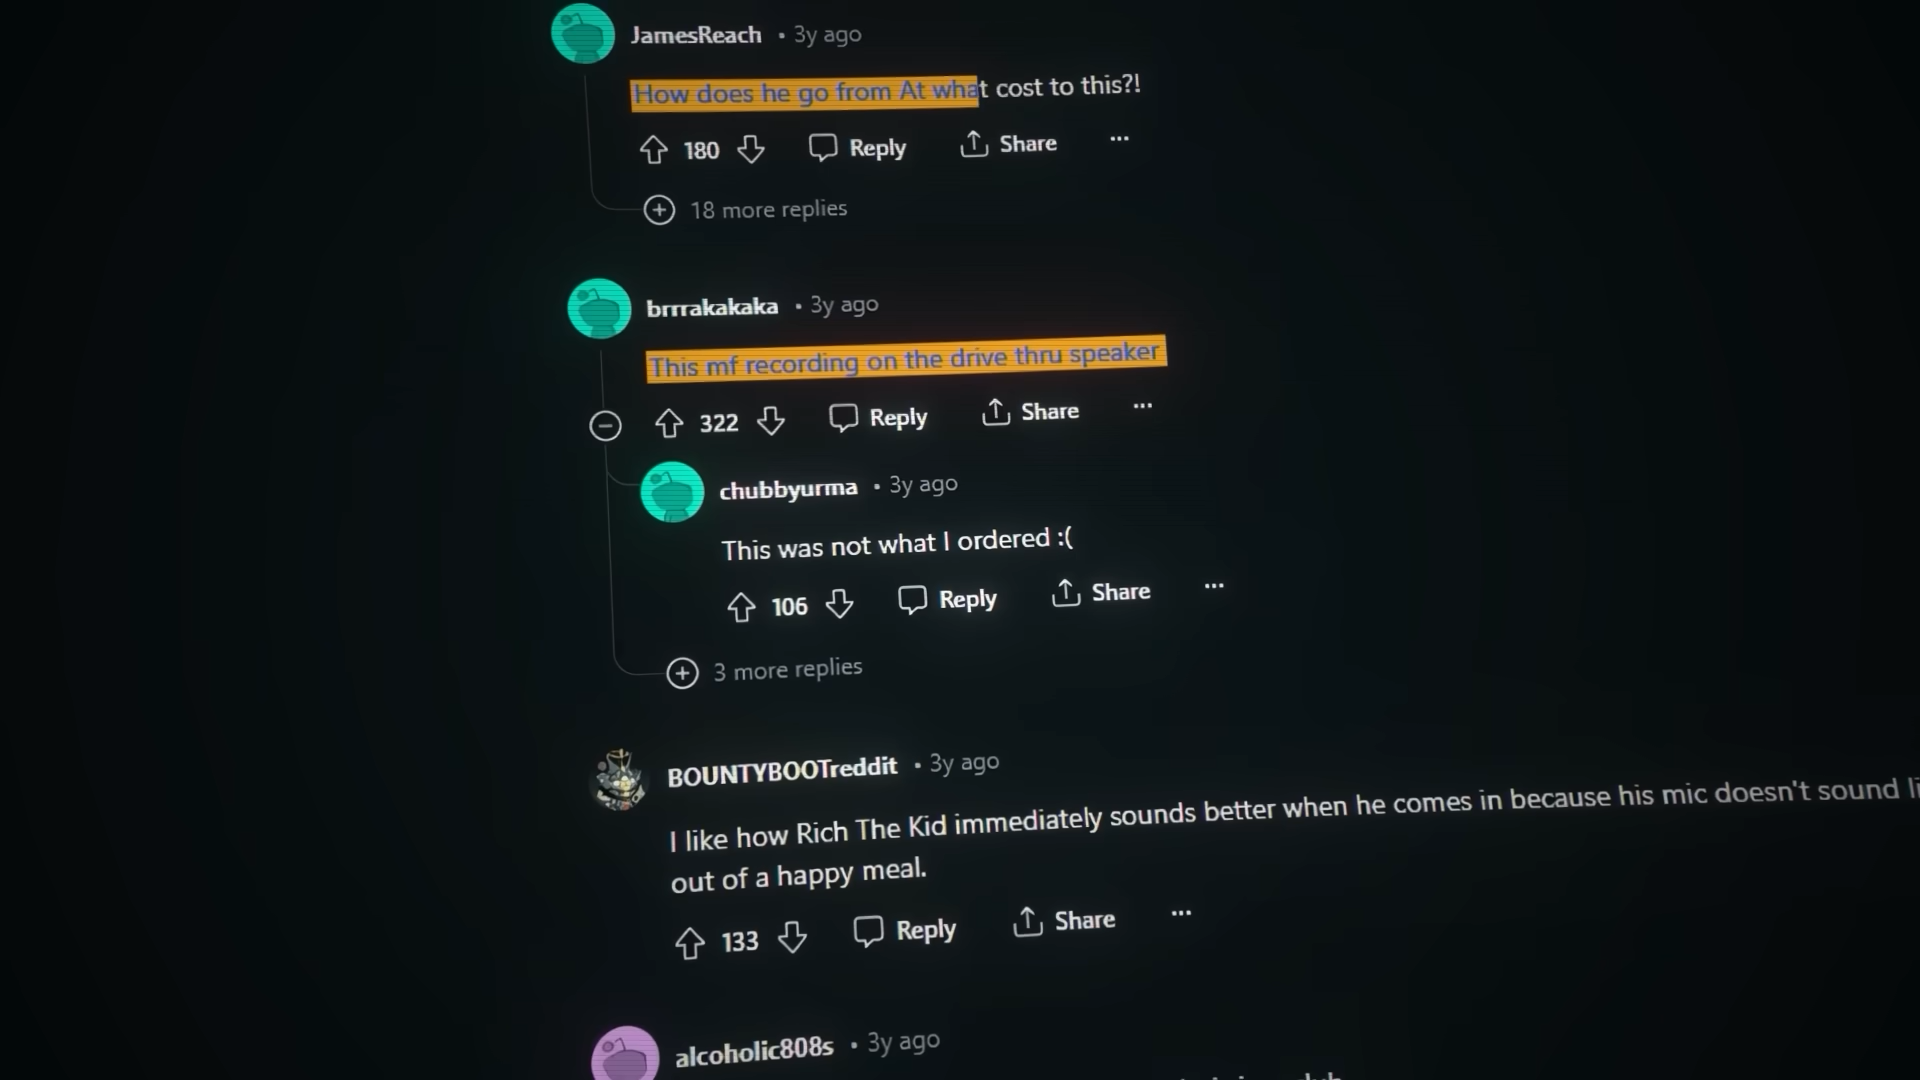 JamesReach • 3y ago
How does he go from At what cost to this?!
180 Reply Share ...
18 more replies
brrrakakaka • 3y ago
This mf recording on the drive thru speaker
322 Reply Share ...
chubbyurma • 3y ago
This was not what I ordered :(
106 Reply Share ...
3 more replies
BOUNTYBOOTreddit • 3y ago
I like how Rich The Kid immediately sounds better when he comes in because his mic doesn't sound
out of a happy meal.
133 Reply Share ...
alcoholic808s • 3y ago